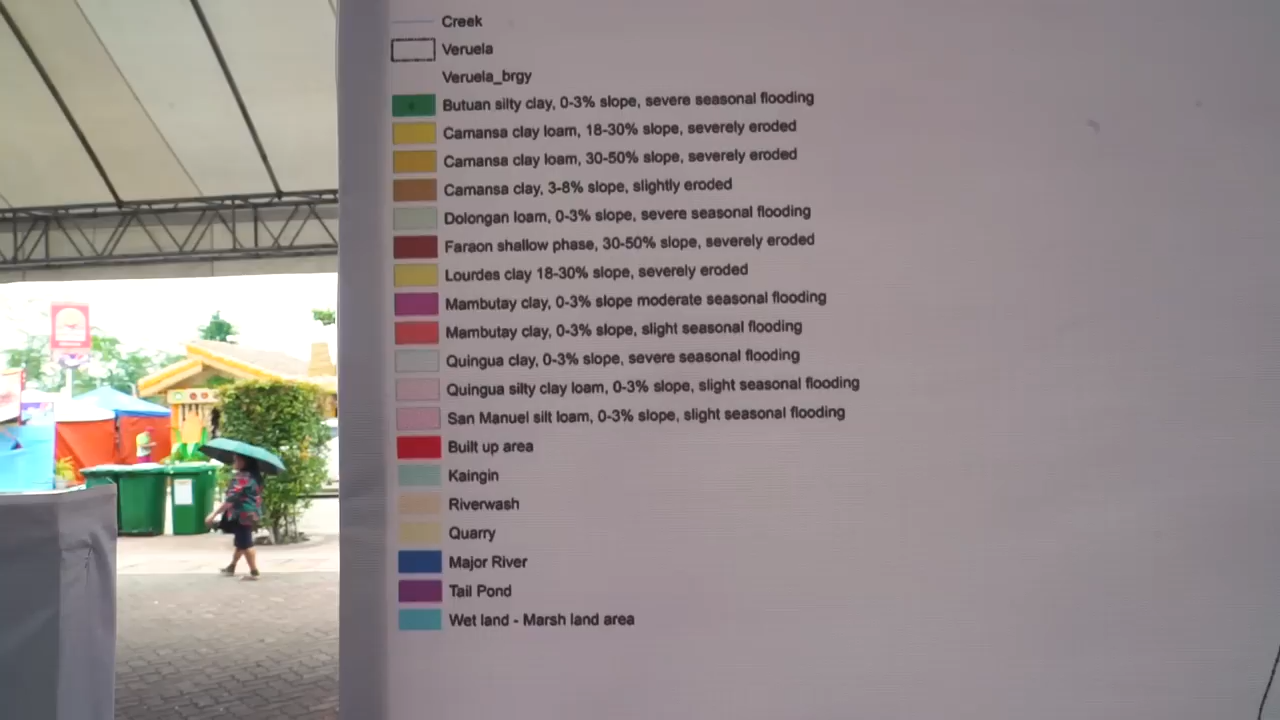 Creek
Veruela
Veruela_brgy
Butuan silty clay, 0-3% slope, severe seasonal flooding
Camansa clay loam, 18-30% slope, severely eroded
Camansa clay loam, 30-50% slope, severely eroded
Camansa clay, 3-8% slope, slightly eroded
Dolongan loam, 0-3% slope, severe seasonal flooding
Faraon shallow phase, 30-50% slope, severely eroded
Lourdes clay 18-30% slope, severely eroded
Mambutay clay, 0-3% slope moderate seasonal flooding
Mambutay clay, 0-3% slope, slight seasonal flooding
Quingua clay, 0-3% slope, severe seasonal flooding
Quingua silty clay loam, 0-3% slope, slight seasonal flooding
San Manuel silt loam, 0-3% slope, slight seasonal flooding
Built up area
Kaingin
Riverwash
Quarry
Major River
Tail Pond
Wet land - Marsh land area